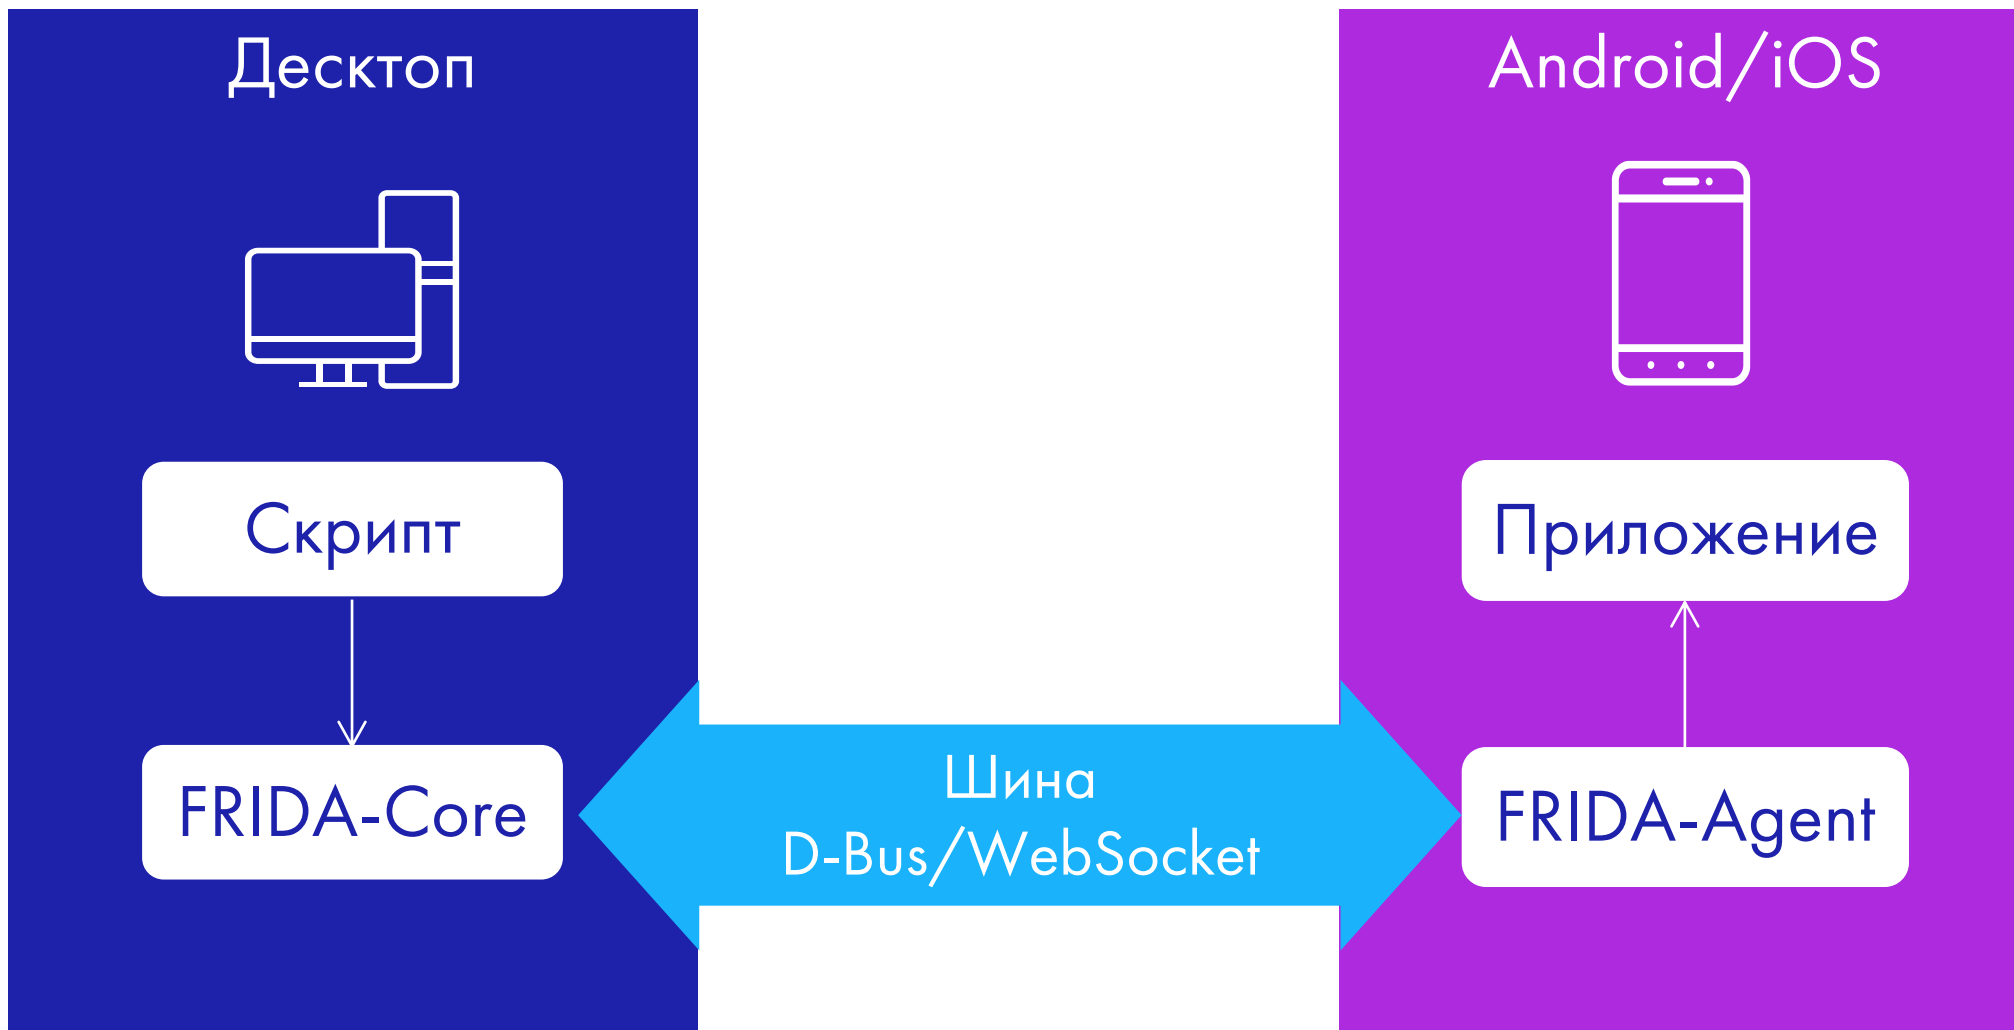 Десктоп
Android/iOS
Скрипт
Приложение
FRIDA-Core
Шина
D-Bus/WebSocket
FRIDA-Agent